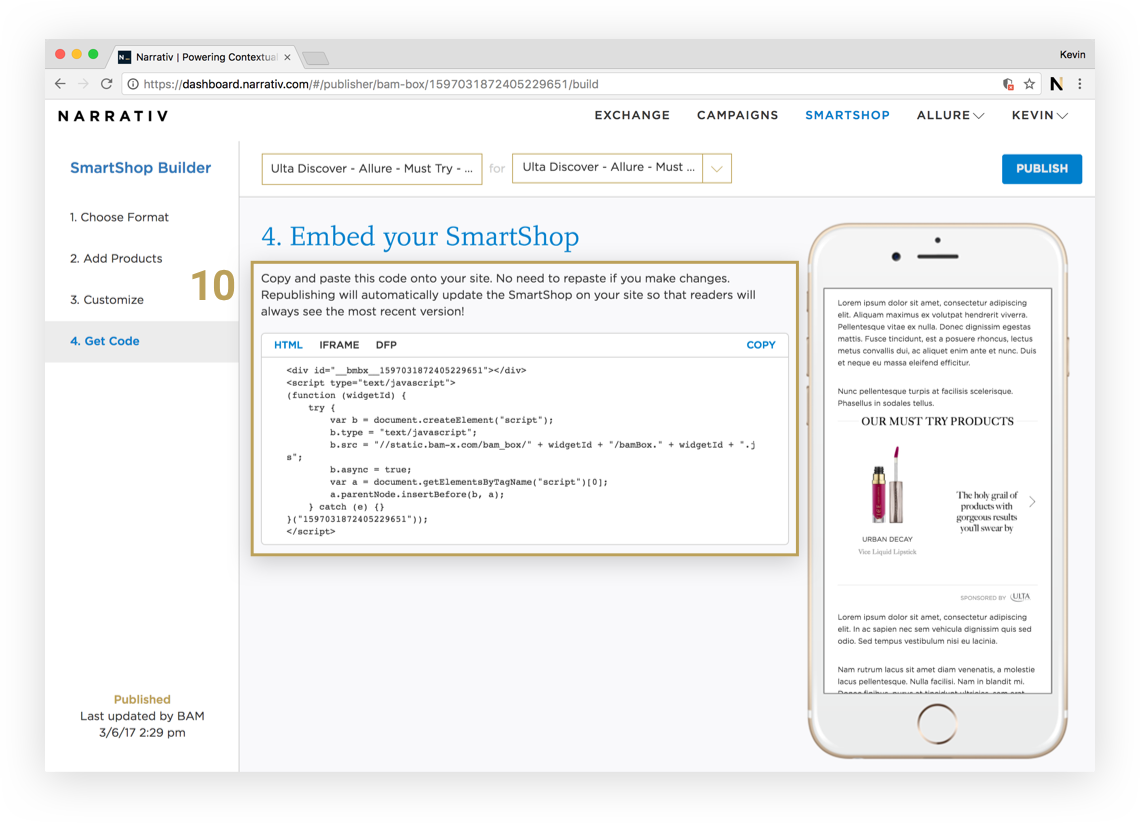 Narrativ | Powering Contextual
Kevin
https://dashboard.narrativ.com/#/publisher/bam-box/1597031872405229651/build
NARRATIV
EXCHANGE
CAMPAIGNS
SMARTSHOP
ALLURE
KEVIN
SmartShop Builder
1. Choose Format
2. Add Products
3. Customize
4. Get Code
10
Published
Last updated by BAM
3/6/17 2:29 pm
Ulta Discover - Allure - Must Try - ...
for
Ulta Discover - Allure - Must ...
PUBLISH
4. Embed your SmartShop
Copy and paste this code onto your site. No need to repaste if you make changes.
Republishing will automatically update the SmartShop on your site so that readers will
always see the most recent version!
HTML IFRAME DFP COPY
<div id="__bmbx__1597031872405229651"></div>
<script type="text/javascript">
(function (widgetId) {
try {
var b = document.createElement("script");
b.type = "text/javascript";
b.src = "//static.bam-x.com/bam_box/" + widgetId + "/bamBox." + widgetId + ".j
s";
b.async = true;
var a = document.getElementsByTagName("script")[0];
a.parentNode.insertBefore(b, a);
} catch (e) {}
}("1597031872405229651"));
</script>
Lorem ipsum dolor sit amet, consectetur adipiscing
elit. Aliquam maximus ex volutpat hendrerit viverra.
Pellentesque vitae ex nulla. Donec dignissim egestas
mattis. Fusce tincidunt, est a posuere rhoncus, lectus
metus convallis dui, ac aliquet enim ante et nunc. Duis
et neque eu massa eleifend efficitur.
Nunc pellentesque turpis at facilisis scelerisque.
Phasellus in sodales tellus.
OUR MUST TRY PRODUCTS
The holy grail of
products with
gorgeous results
you'll swear by
URBAN DECAY
Vice Liquid Lipstick
SPONSORED BY ULTA
Lorem ipsum dolor sit amet, consectetur adipiscing
elit. In ac sapien nec sem vehicula dignissim quis sed
odio. Sed tempus vestibulum nisi eu lacinia.
Nam rutrum lacus sit amet diam venenatis, a molestie
lacus pellentesque. Nulla facilisi. Nam in blandit mi.